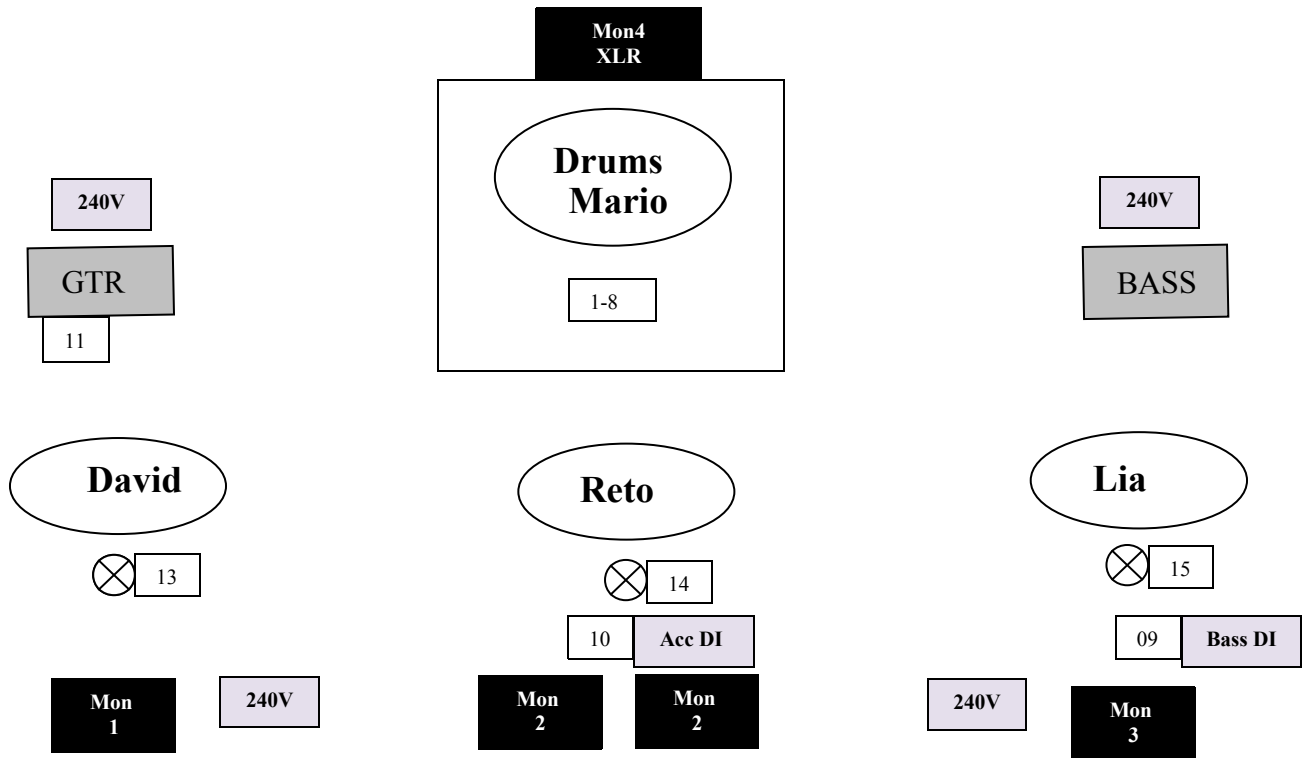 Mon4
XLR
Drums
Mario
240V
240V
GTR
BASS
1-8
11
David
Reto
Lia
13
14
15
10
Acc DI
09
Bass DI
Mon
1
240V
Mon
2
Mon
2
240V
Mon
3